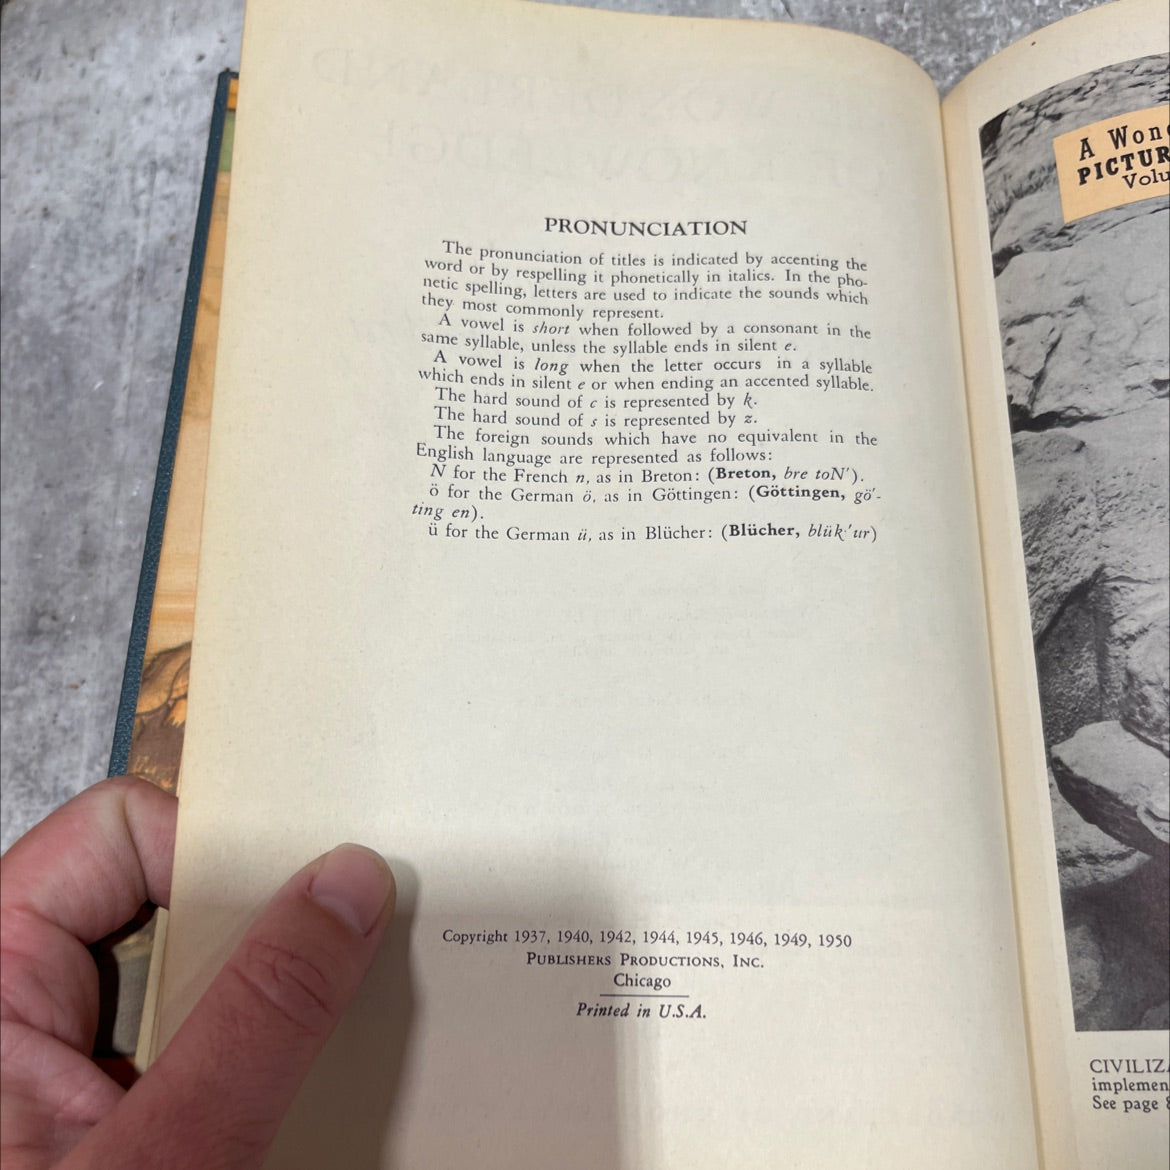 PRONUNCIATION
The pronunciation of titles is indicated by accenting the
word or by respelling it phonetically in italics. In the pho-
netic spelling, letters are used to indicate the sounds which
they most commonly represent.
A vowel is short when followed by a consonant in the
same syllable, unless the syllable ends in silent e.
A vowel is long when the letter occurs in a syllable
which ends in silent e or when ending an accented syllable.
The hard sound of c is represented by k.
The hard sound of s is represented by z.
The foreign sounds which have no equivalent in the
English language are represented as follows:
N for the French n, as in Breton: (Breton, bre toN').
ö for the German ö, as in Göttingen: (Göttingen, gö'-
ting en).
ü for the German ü, as in Blücher: (Blücher, blük'ur)
Copyright 1937, 1940, 1942, 1944, 1945, 1946, 1949, 1950
PUBLISHERS PRODUCTIONS, INC.
Chicago
Printed in U.S.A.
A Won
PICTUR
Volu
CIVILIZA
implemen
See page 8